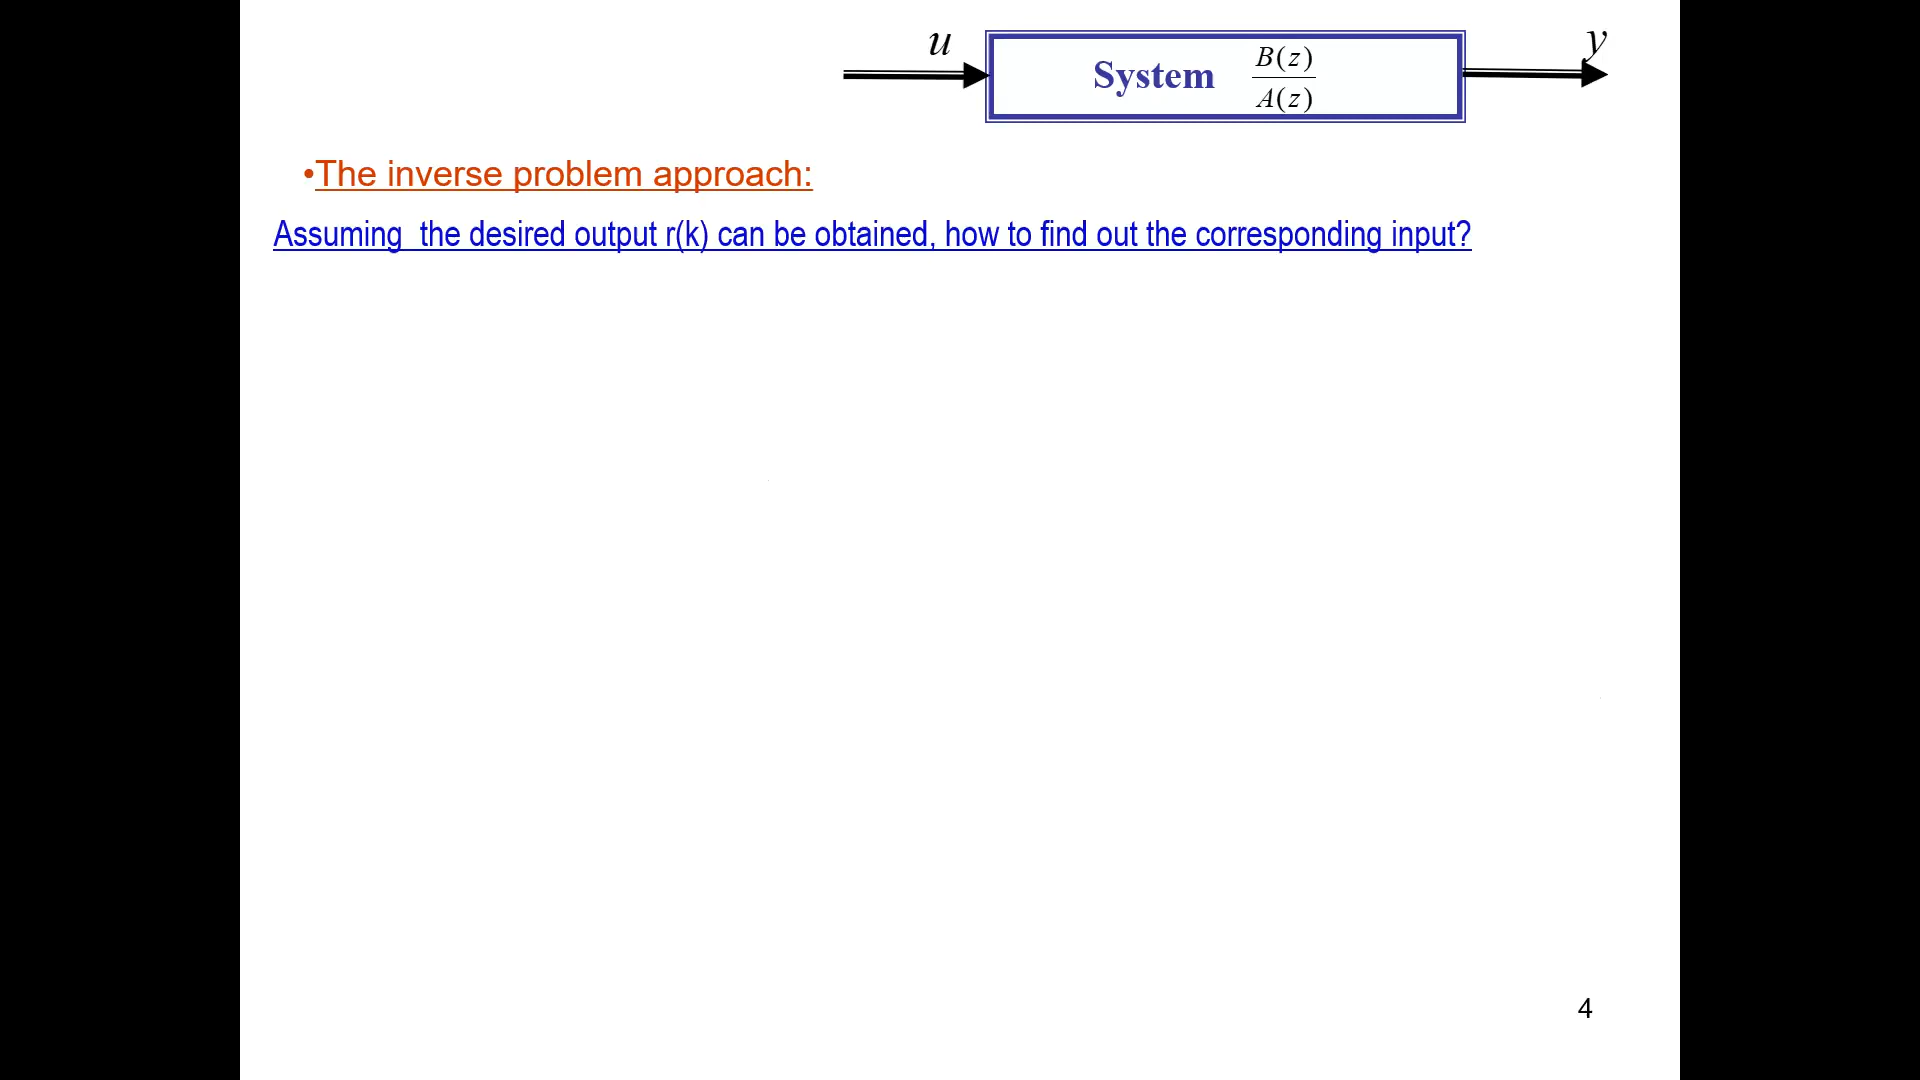 u
System
B(z)
A(z)
y
•The inverse problem approach:
Assuming  the desired output r(k) can be obtained, how to find out the corresponding input?
4